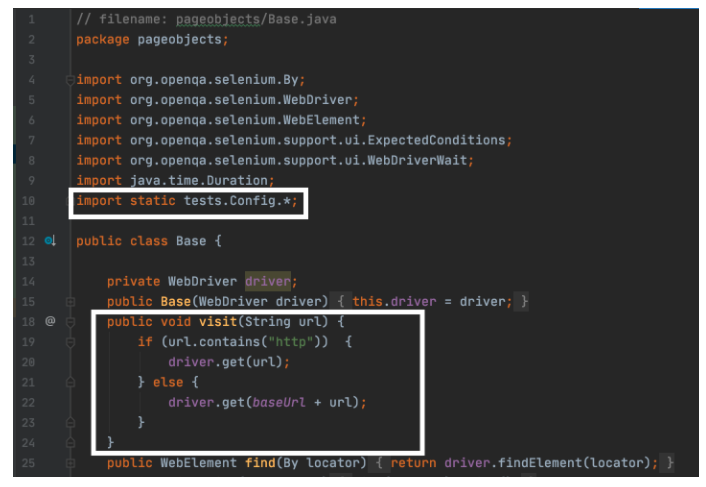 1 // filename: pageobjects/Base.java
2 package pageobjects;
3
4 import org.openqa.selenium.By;
5 import org.openqa.selenium.WebDriver;
6 import org.openqa.selenium.WebElement;
7 import org.openqa.selenium.support.ui.ExpectedConditions;
8 import org.openqa.selenium.support.ui.WebDriverWait;
9 import java.time.Duration;
10 import static tests.Config.*;
11
12 public class Base {
13
14 private WebDriver driver;
15 public Base(WebDriver driver) { this.driver = driver; }
18 @ public void visit(String url) {
19 if (url.contains("http")) {
20 driver.get(url);
21 } else {
22 driver.get(baseUrl + url);
23 }
24 }
25 public WebElement find(By locator) { return driver.findElement(locator); }